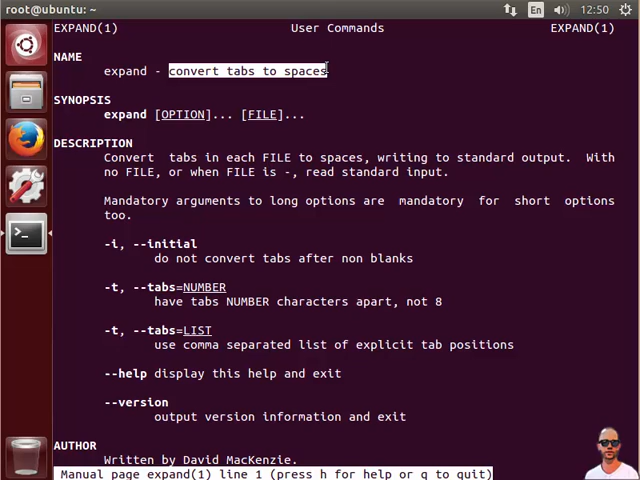 root@ubuntu: ~
En
12:50
EXPAND(1) User Commands EXPAND(1)
NAME
expand - convert tabs to spaces
SYNOPSIS
expand [OPTION]... [FILE]...
DESCRIPTION
Convert tabs in each FILE to spaces, writing to standard output. With
no FILE, or when FILE is -, read standard input.
Mandatory arguments to long options are mandatory for short options
too.
-i, --initial
do not convert tabs after non blanks
-t, --tabs=NUMBER
have tabs NUMBER characters apart, not 8
-t, --tabs=LIST
use comma separated list of explicit tab positions
--help display this help and exit
--version
output version information and exit
AUTHOR
Written by David MacKenzie.
Manual page expand(1) line 1 (press h for help or q to quit)